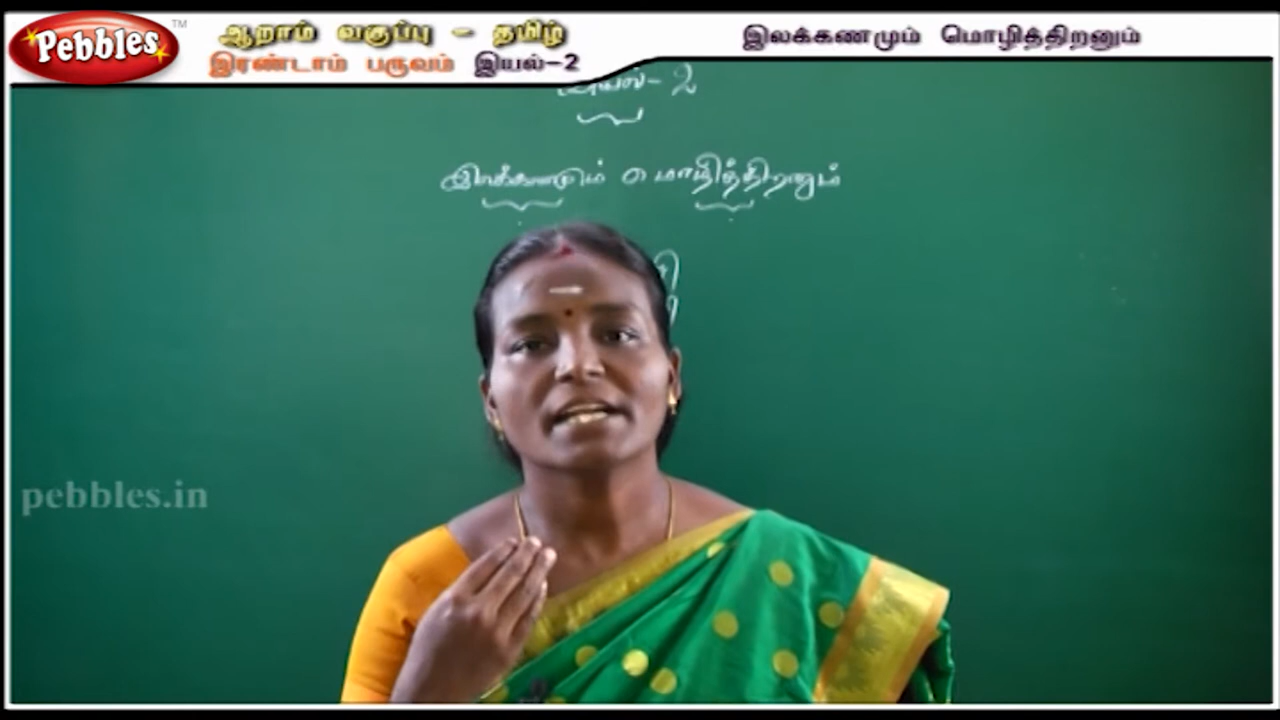 Pebbles TM
ஆறாம் வகுப்பு - தமிழ்
இரண்டாம் பருவம் இயல்-2
இலக்கணமும் மொழித்திறனும்
இயல்-2
இலக்கணமும் மொழித்திறனும்
pebbles.in